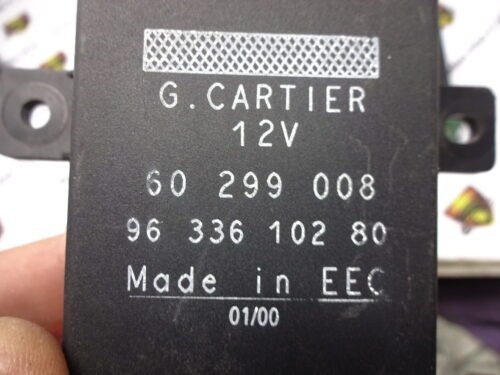 G.CARTIER
12V
60 299 008
96 336 102 80
Made in EEC
01/00